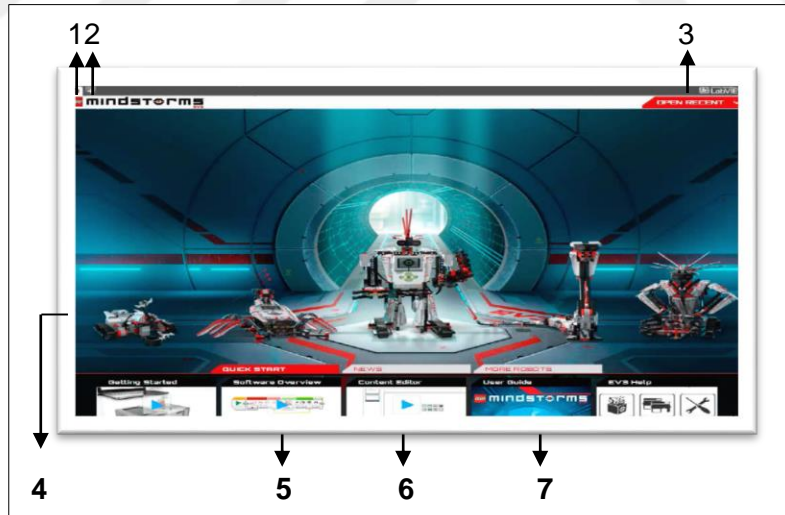 12
3
mindstorms
OPEN RECENT
EV3
QUICK START
NEWS
MORE ROBOTS
Getting Started
Software Overview
Content Editor
User Guide
EV3 Help
mindstorms
4
5
6
7